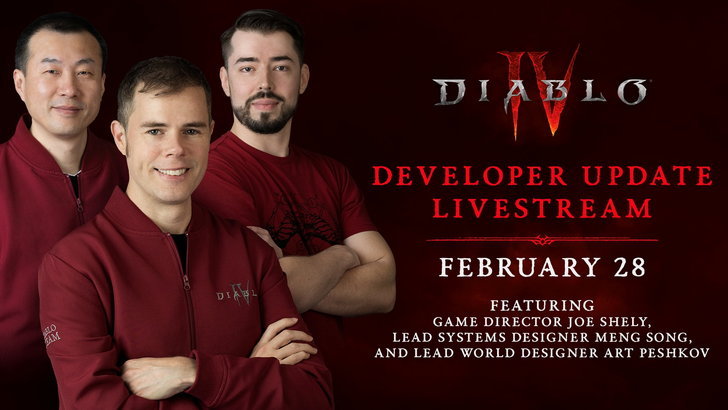 DIABLO IV
DEVELOPER UPDATE
LIVESTREAM
FEBRUARY 28
FEATURING
GAME DIRECTOR JOE SHELY,
LEAD SYSTEMS DESIGNER MENG SONG,
AND LEAD WORLD DESIGNER ART PESHKOV